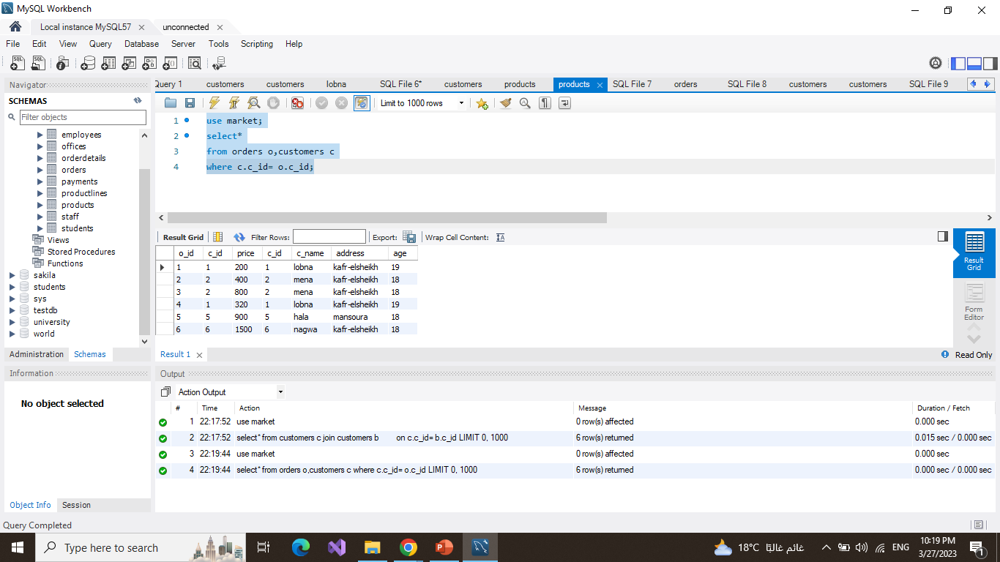 MySQL Workbench
Local instance MySQL57 unconnected
File Edit View Query Database Server Tools Scripting Help
Navigator
SCHEMAS
Filter objects
employees
offices
orderdetails
orders
payments
productlines
products
staff
students
Views
Stored Procedures
Functions
sakila
students
sys
testdb
university
world
Administration Schemas
Information
No object selected
Object Info Session
Query 1 customers customers lobna SQL File 6* customers products products SQL File 7 orders SQL File 8 customers customers SQL File 9
Limit to 1000 rows
1 use market;
2 select*
3 from orders o,customers c
4 where c.c_id= o.c_id;
Result Grid Filter Rows: Export: Wrap Cell Content:
o_id c_id price c_id c_name address age
1 1 200 1 lobna kafr-elsheikh 19
2 2 400 2 mena kafr-elsheikh 18
3 2 800 2 mena kafr-elsheikh 18
4 1 320 1 lobna kafr-elsheikh 19
5 5 900 5 hala mansoura 18
6 6 1500 6 nagwa kafr-elsheikh 18
Result
Grid
Form
Editor
Result 1 Read Only
Output
Action Output
# Time Action Message Duration / Fetch
1 22:17:52 use market 0 row(s) affected 0.000 sec
2 22:17:52 select* from customers c join customers b on c.c_id= b.c_id LIMIT 0, 1000 6 row(s) returned 0.015 sec / 0.000 sec
3 22:19:44 use market 0 row(s) affected 0.000 sec
4 22:19:44 select* from orders o,customers c where c.c_id= o.c_id LIMIT 0, 1000 6 row(s) returned 0.000 sec / 0.000 sec
Query Completed
Type here to search
18°C غائم غالبًا ENG
10:19 PM
3/27/2023
1